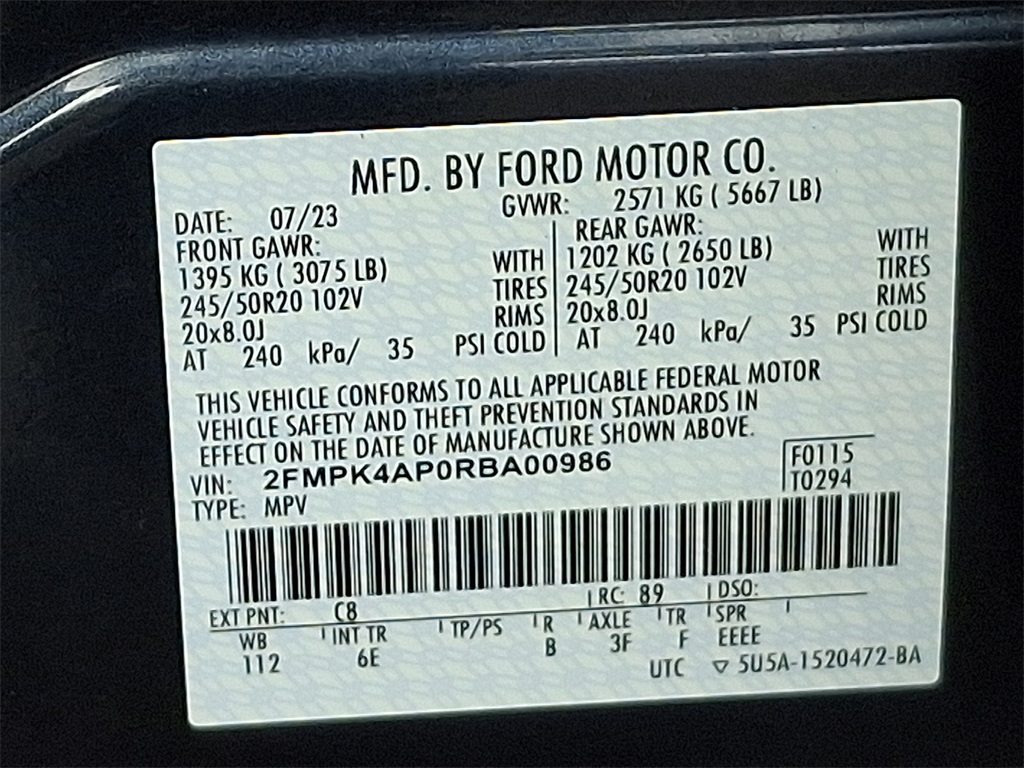 MFD. BY FORD MOTOR CO.
DATE: 07/23 GVWR: 2571 KG ( 5667 LB)
FRONT GAWR: REAR GAWR:
1395 KG ( 3075 LB) WITH 1202 KG ( 2650 LB) WITH
245/50R20 102V TIRES 245/50R20 102V TIRES
20x8.0J RIMS 20x8.0J RIMS
AT 240 kPa/ 35 PSI COLD AT 240 kPa/ 35 PSI COLD
THIS VEHICLE CONFORMS TO ALL APPLICABLE FEDERAL MOTOR
VEHICLE SAFETY AND THEFT PREVENTION STANDARDS IN
EFFECT ON THE DATE OF MANUFACTURE SHOWN ABOVE.
VIN: 2FMPK4AP0RBA00986 F0115
TYPE: MPV T0294
EXT PNT: C8 RC: 89 DSO:
WB INT TR TP/PS R AXLE TR SPR
112 6E B 3F F EEEE
UTC ▽ 5U5A-1520472-BA